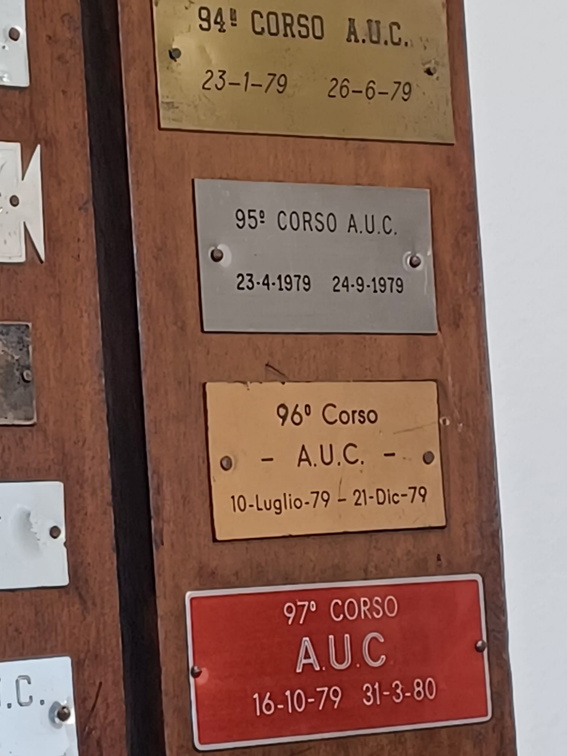 94º CORSO A.U.C.
23-1-79 26-6-79
95º CORSO A.U.C.
23-4-1979 24-9-1979
96º Corso
- A.U.C. -
10-Luglio-79 - 21-Dic-79
97º CORSO
A.U.C
16-10-79 31-3-80
.C.